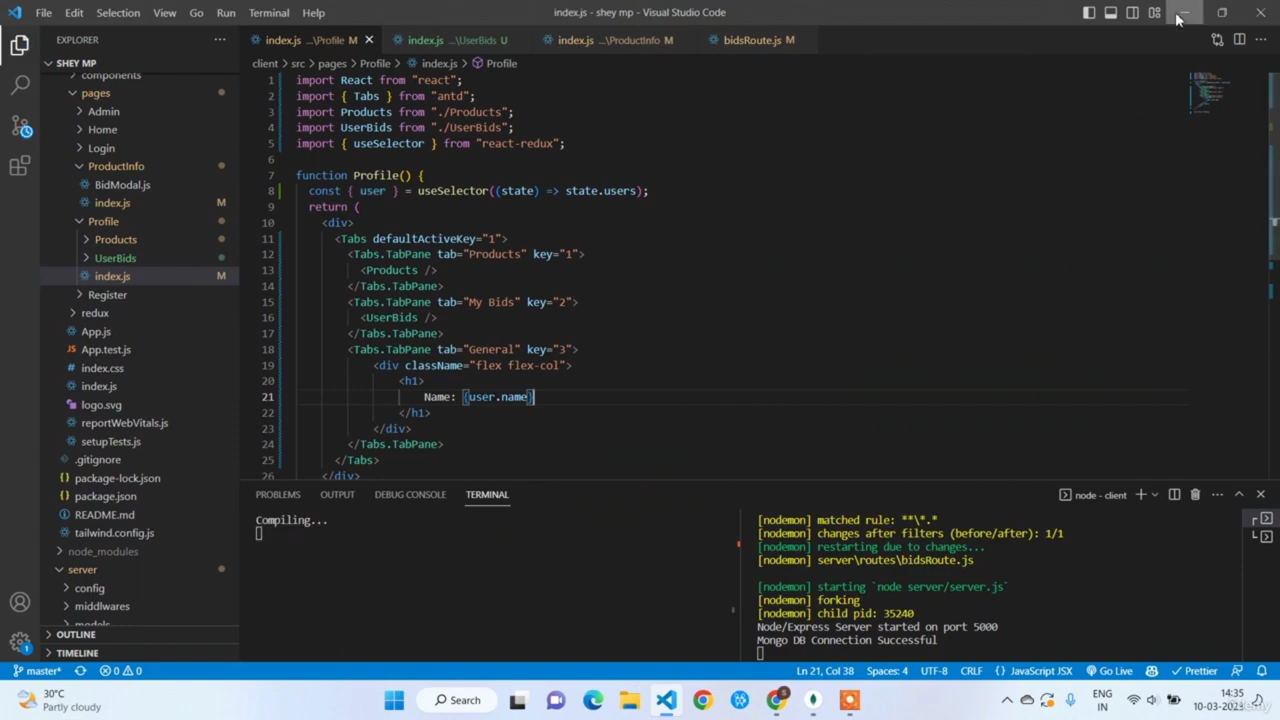 File Edit Selection View Go Run Terminal Help
index.js - shey mp - Visual Studio Code
EXPLORER
index.js ...\Profile M
index.js ...\UserBids U
index.js ...\ProductInfo M
bidsRoute.js M
SHEY MP
client > src > pages > Profile > index.js > Profile
components
pages
Admin
Home
Login
ProductInfo
BidModal.js
index.js M
Profile
Products
UserBids
index.js M
Register
redux
App.js
App.test.js
index.css
index.js
logo.svg
reportWebVitals.js
setupTests.js
.gitignore
package-lock.json
package.json
README.md
tailwind.config.js
node_modules
server
config
middlwares
models
OUTLINE
TIMELINE
1 import React from "react";
2 import { Tabs } from "antd";
3 import Products from "./Products";
4 import UserBids from "./UserBids";
5 import { useSelector } from "react-redux";
6
7 function Profile() {
8 const { user } = useSelector((state) => state.users);
9 return (
10 <div>
11 <Tabs defaultActiveKey="1">
12 <Tabs.TabPane tab="Products" key="1">
13 <Products />
14 </Tabs.TabPane>
15 <Tabs.TabPane tab="My Bids" key="2">
16 <UserBids />
17 </Tabs.TabPane>
18 <Tabs.TabPane tab="General" key="3">
19 <div className="flex flex-col">
20 <h1>
21 Name: {user.name}
22 </h1>
23 </div>
24 </Tabs.TabPane>
25 </Tabs>
26 </div>
PROBLEMS OUTPUT DEBUG CONSOLE TERMINAL
node - client
Compiling...
[nodemon] matched rule: **\*.*
[nodemon] changes after filters (before/after): 1/1
[nodemon] restarting due to changes...
[nodemon] server\routes\bidsRoute.js
[nodemon] starting `node server/server.js`
[nodemon] forking
[nodemon] child pid: 35240
Node/Express Server started on port 5000
Mongo DB Connection Successful
master* 0 0
Ln 21, Col 38 Spaces: 4 UTF-8 CRLF JavaScript JSX Go Live Prettier
30°C
Partly cloudy
Search
ENG
IN
14:35
10-03-2023